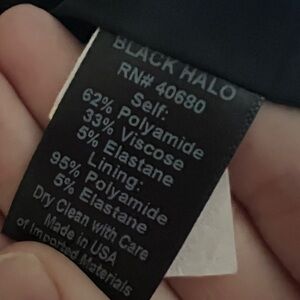 BLACK HALO
RN# 40680
Self:
62% Polyamide
33% Viscose
5% Elastane
Lining:
95% Polyamide
5% Elastane
Dry Clean with Care
Made in USA
of Imported Materials